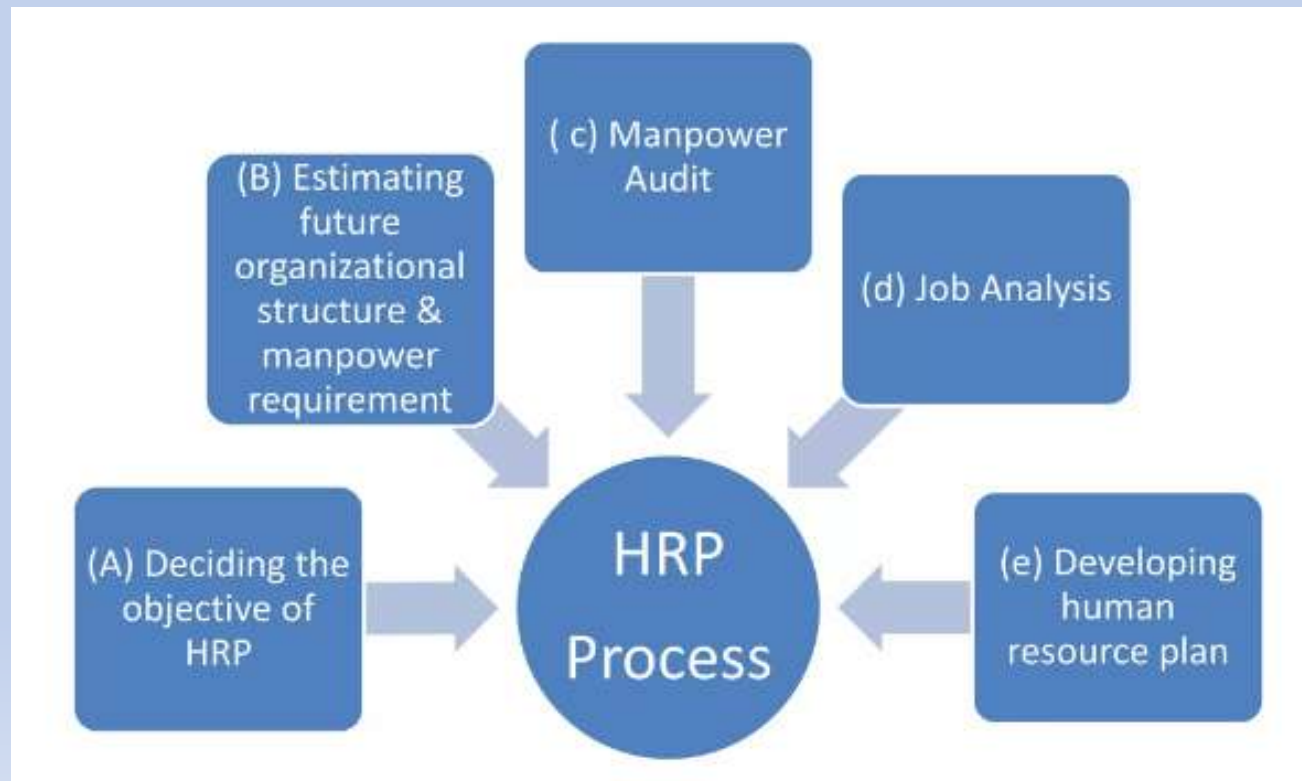 (A) Deciding the
objective of
HRP
(B) Estimating
future
organizational
structure &
manpower
requirement
( c) Manpower
Audit
(d) Job Analysis
(e) Developing
human
resource plan
HRP
Process